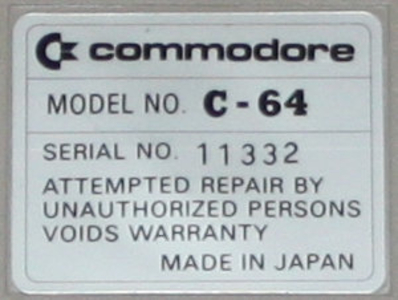 commodore
MODEL NO. C-64
SERIAL NO. 11332
ATTEMPTED REPAIR BY
UNAUTHORIZED PERSONS
VOIDS WARRANTY
MADE IN JAPAN